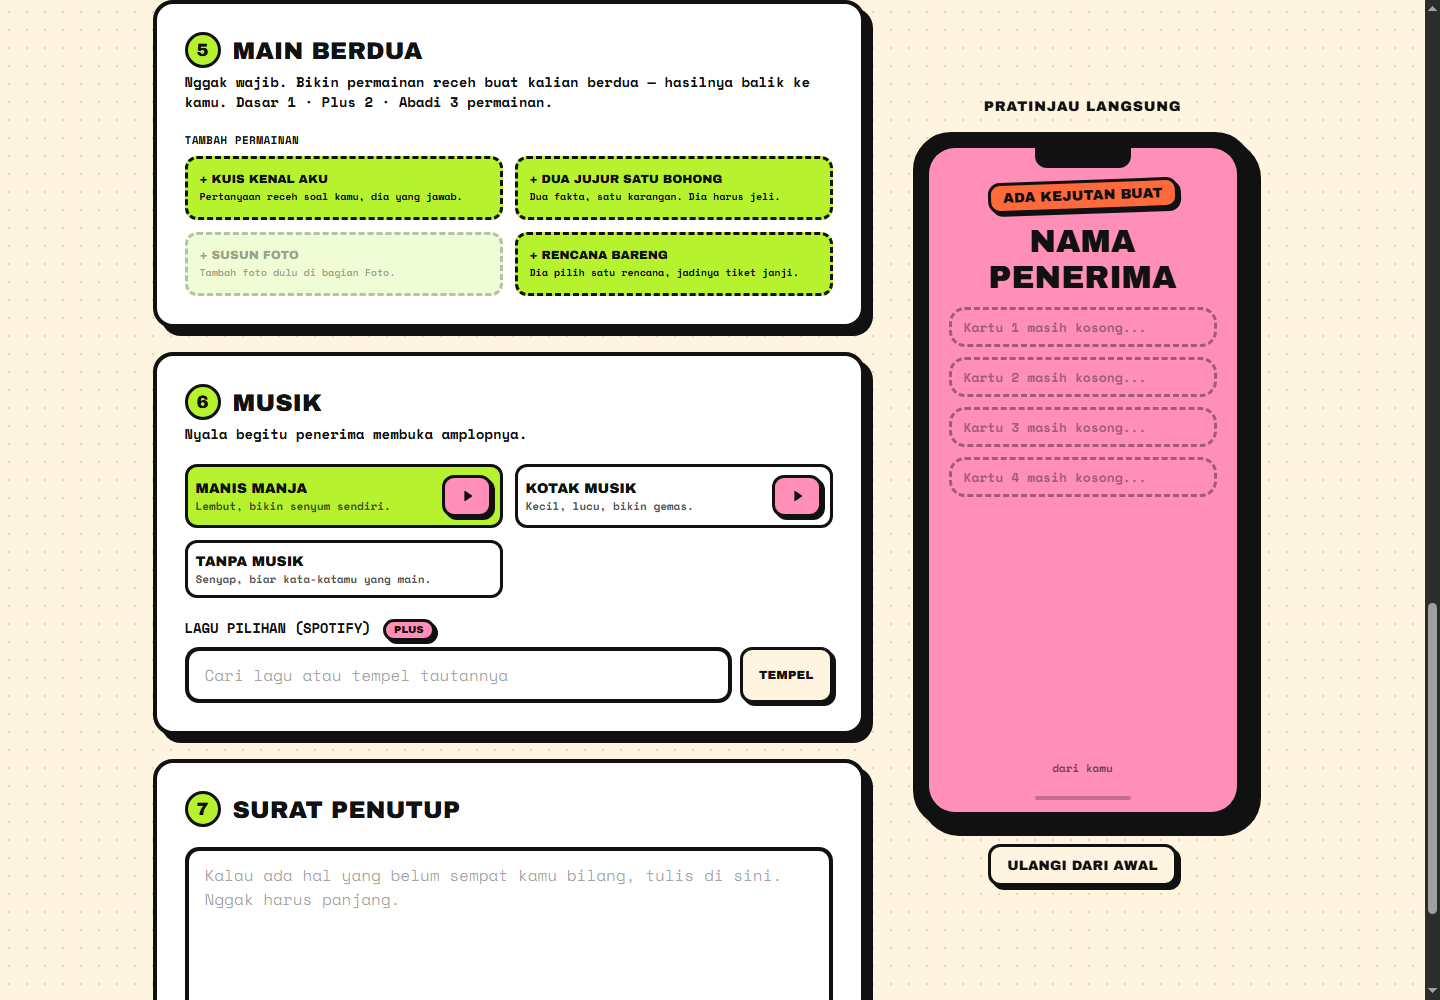 5 MAIN BERDUA
Nggak wajib. Bikin permainan receh buat kalian berdua — hasilnya balik ke
kamu. Dasar 1 · Plus 2 · Abadi 3 permainan.
TAMBAH PERMAINAN
+ KUIS KENAL AKU
Pertanyaan receh soal kamu, dia yang jawab.
+ DUA JUJUR SATU BOHONG
Dua fakta, satu karangan. Dia harus jeli.
+ SUSUN FOTO
Tambah foto dulu di bagian Foto.
+ RENCANA BARENG
Dia pilih satu rencana, jadinya tiket janji.
6 MUSIK
Nyala begitu penerima membuka amplopnya.
MANIS MANJA
Lembut, bikin senyum sendiri.
KOTAK MUSIK
Kecil, lucu, bikin gemas.
TANPA MUSIK
Senyap, biar kata-katamu yang main.
LAGU PILIHAN (SPOTIFY) PLUS
Cari lagu atau tempel tautannya
TEMPEL
7 SURAT PENUTUP
Kalau ada hal yang belum sempat kamu bilang, tulis di sini.
Nggak harus panjang.
PRATINJAU LANGSUNG
ADA KEJUTAN BUAT
NAMA
PENERIMA
Kartu 1 masih kosong...
Kartu 2 masih kosong...
Kartu 3 masih kosong...
Kartu 4 masih kosong...
dari kamu
ULANGI DARI AWAL